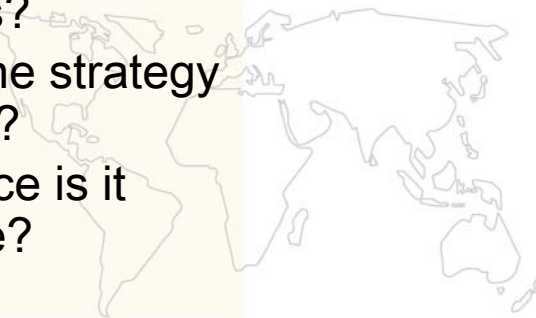 ?
he strategy
?
ce is it
e?